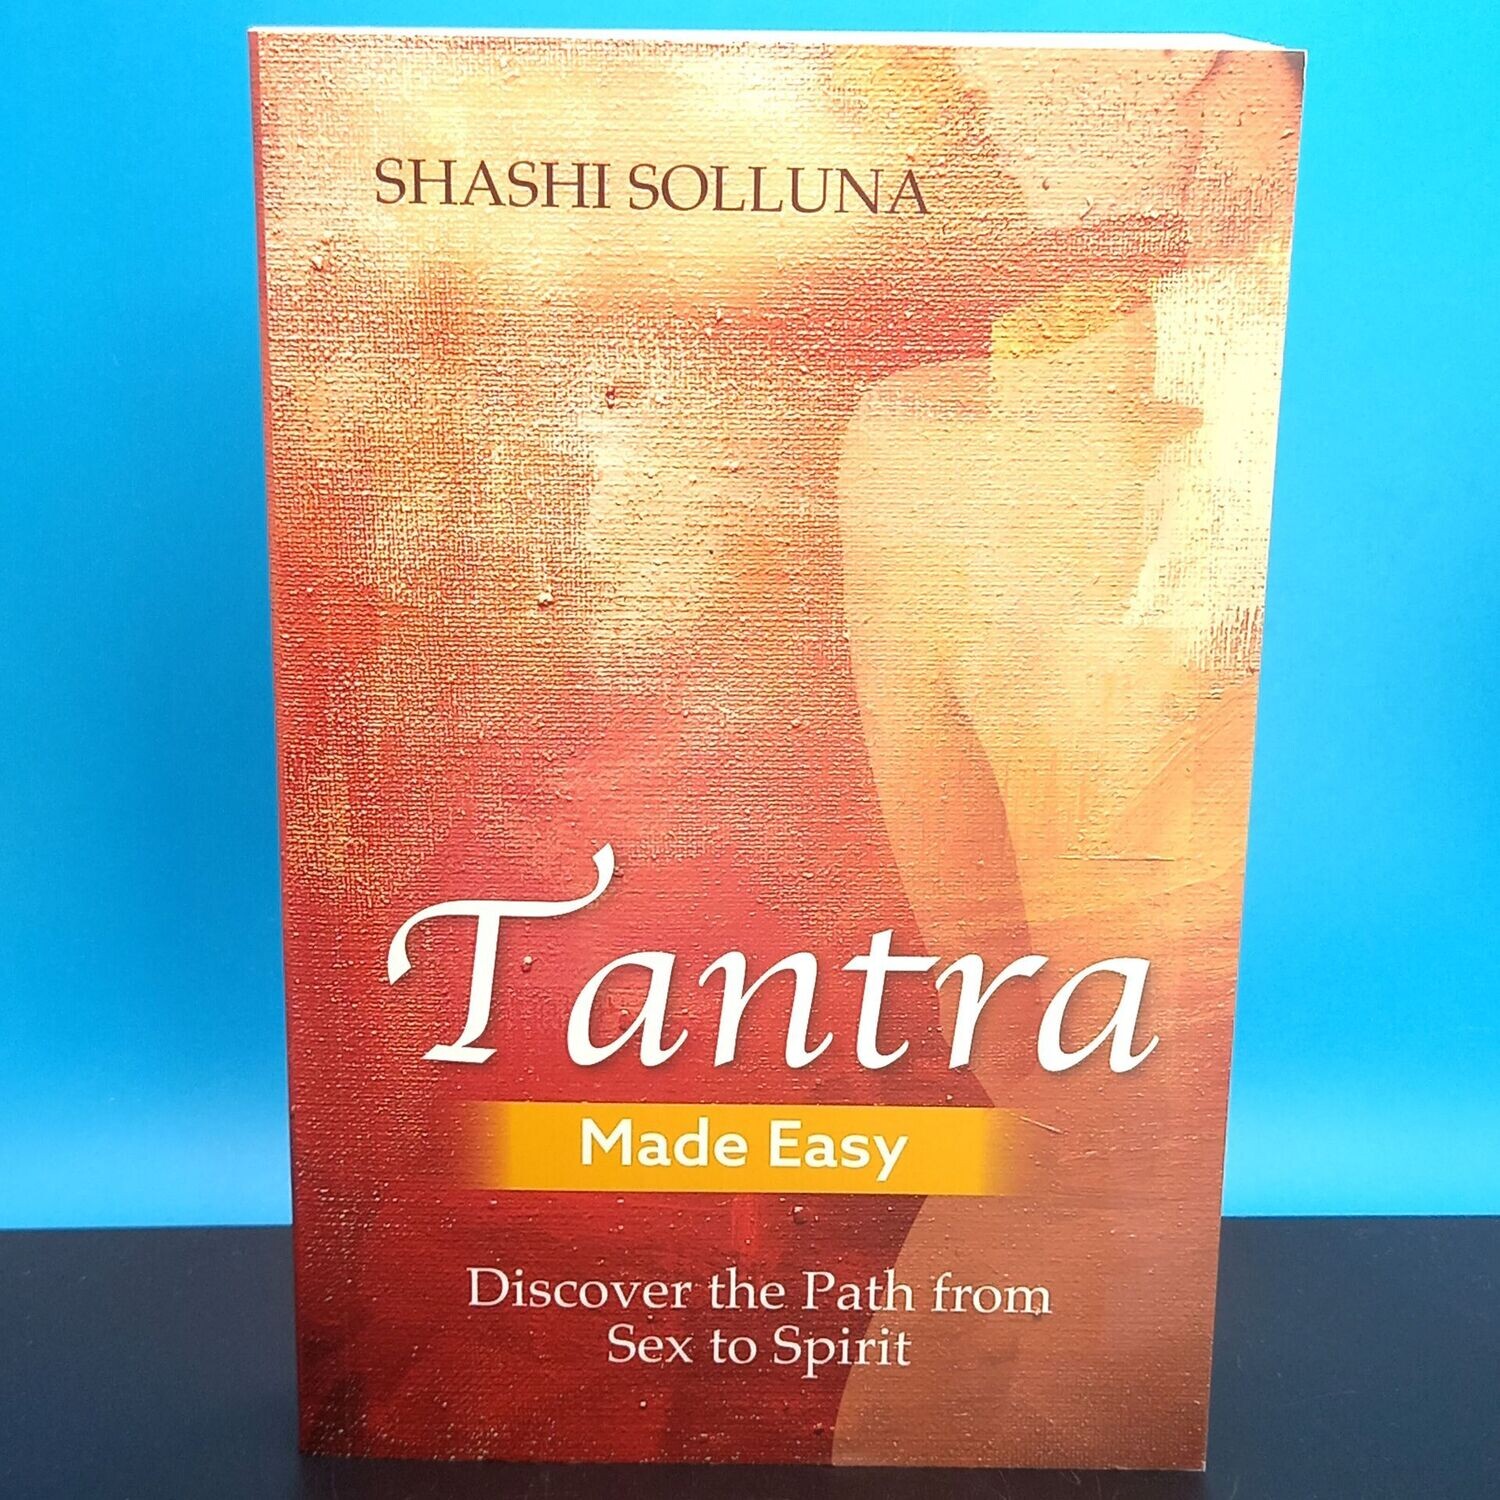 SHASHI SOLLUNA
Tantra
Made Easy
Discover the Path from
Sex to Spirit